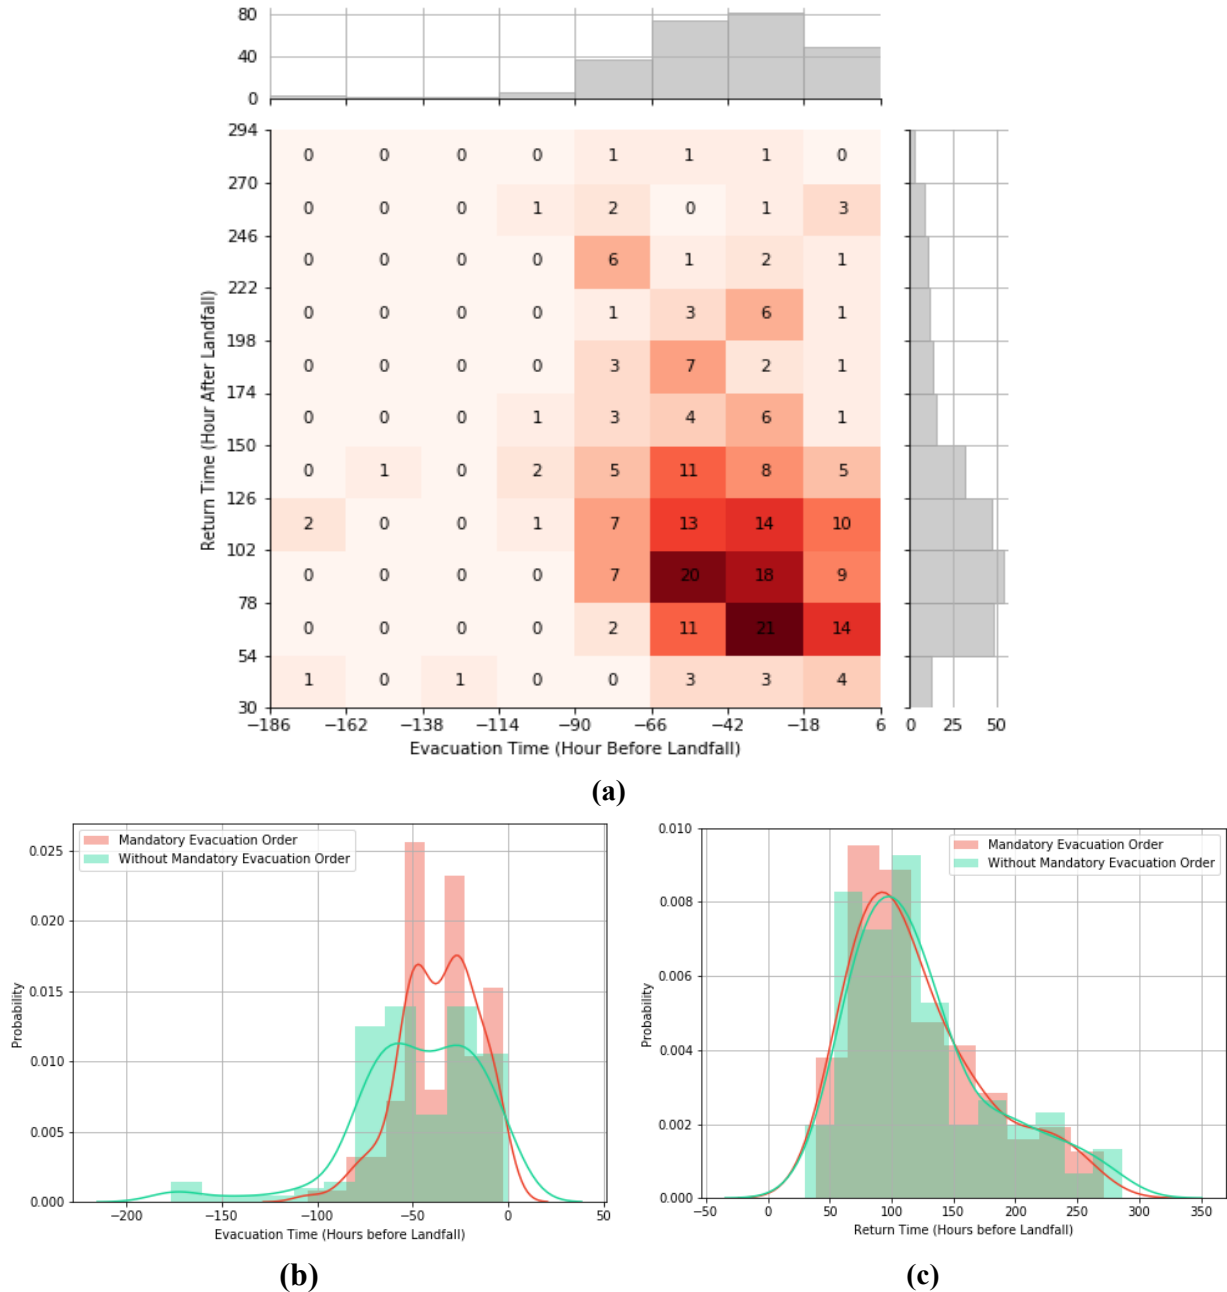 80
40
0
294
0 0 0 0 1 1 1 0
270
0 0 0 1 2 0 1 3
246
0 0 0 0 6 1 2 1
222
0 0 0 0 1 3 6 1
198
0 0 0 0 3 7 2 1
174
0 0 0 1 3 4 6 1
150
0 1 0 2 5 11 8 5
126
2 0 0 1 7 13 14 10
102
0 0 0 0 7 20 18 9
78
0 0 0 0 2 11 21 14
54
1 0 1 0 0 3 3 4
30
Return Time (Hour After Landfall)
−186 −162 −138 −114 −90 −66 −42 −18 6
Evacuation Time (Hour Before Landfall)
0 25 50
(a)
Mandatory Evacuation Order
Without Mandatory Evacuation Order
0.025
0.020
0.015
0.010
0.005
0.000
Probability
−200 −150 −100 −50 0 50
Evacuation Time (Hours before Landfall)
(b)
Mandatory Evacuation Order
Without Mandatory Evacuation Order
0.010
0.008
0.006
0.004
0.002
0.000
Probability
−50 0 50 100 150 200 250 300 350
Return Time (Hours before Landfall)
(c)